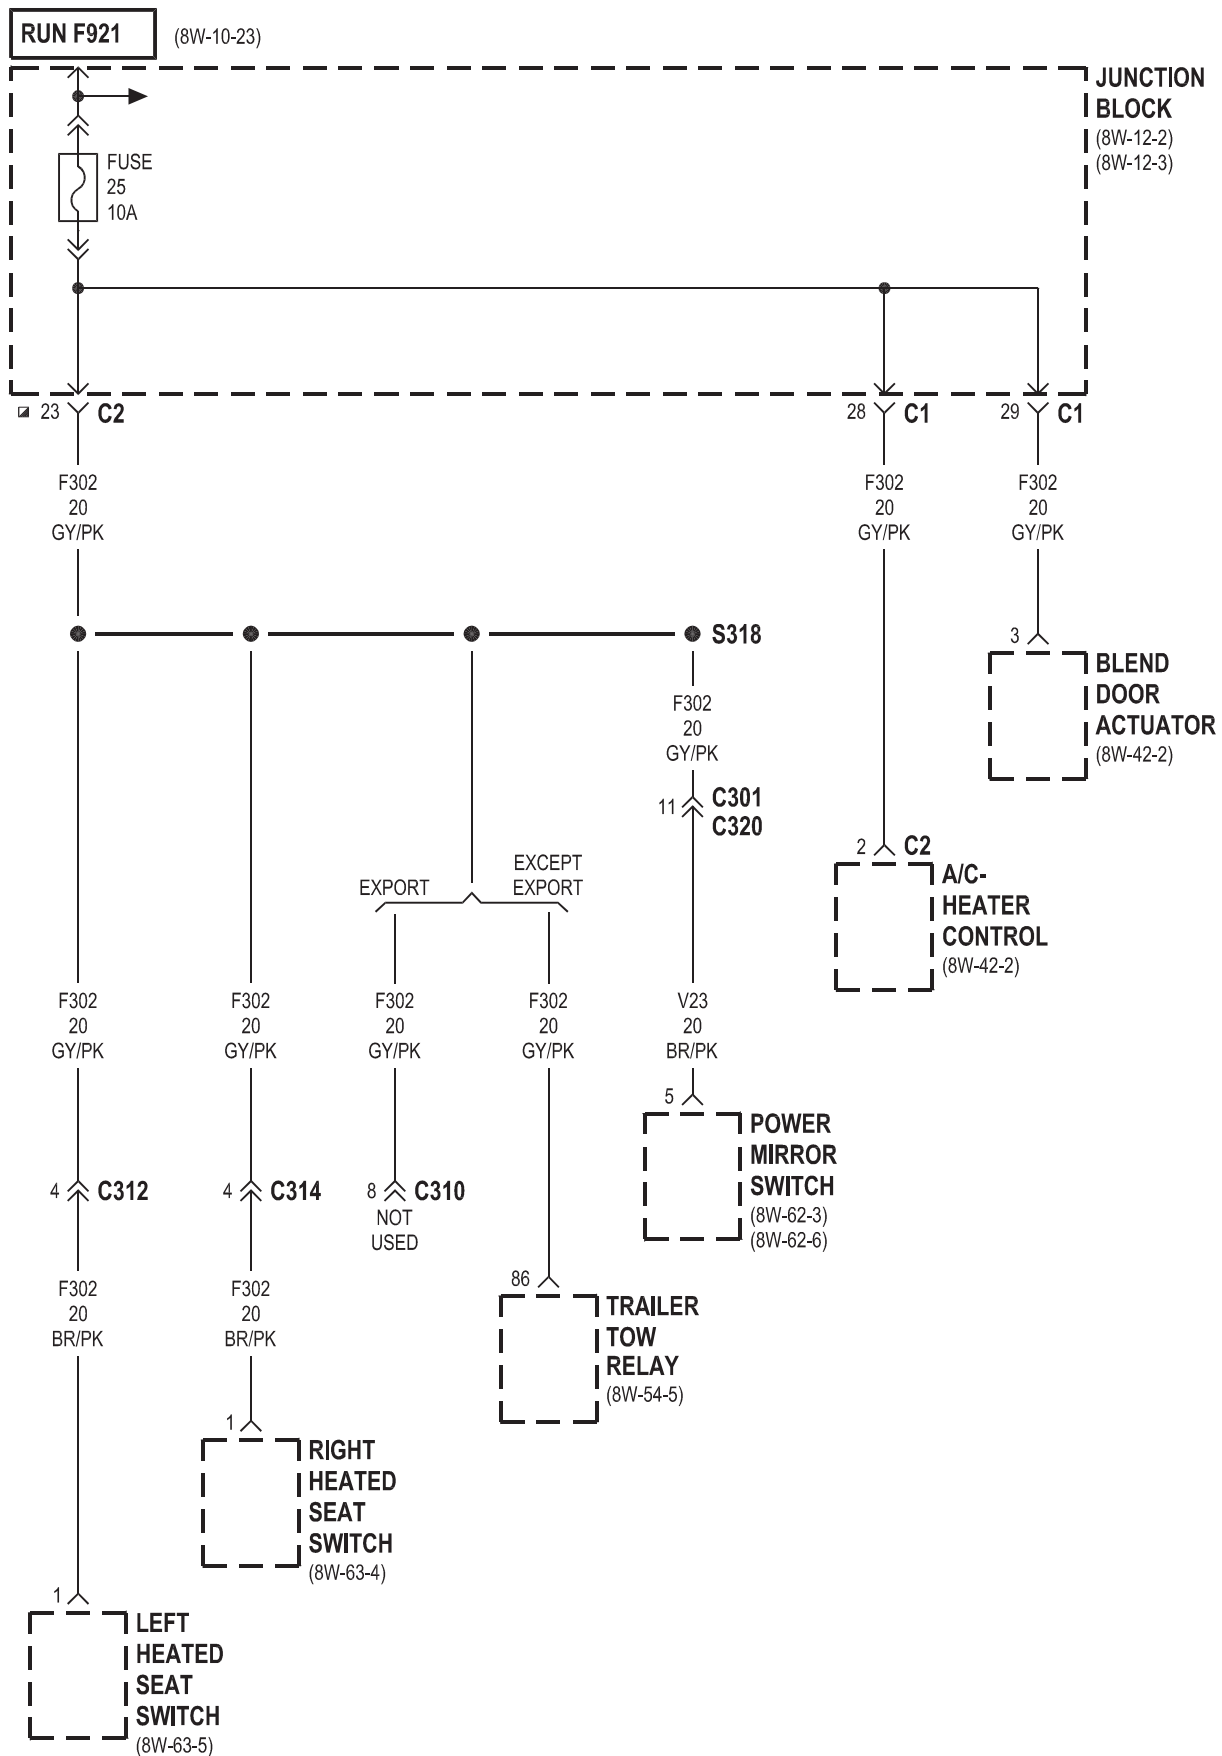 RUN F921
(8W-10-23)
JUNCTION
BLOCK
(8W-12-2)
(8W-12-3)
FUSE
25
10A
23 C2
28 C1
29 C1
F302
20
GY/PK
F302
20
GY/PK
F302
20
GY/PK
S318
3
BLEND
DOOR
ACTUATOR
(8W-42-2)
F302
20
GY/PK
11
C301
C320
2 C2
A/C-
HEATER
CONTROL
(8W-42-2)
EXPORT
EXCEPT
EXPORT
F302
20
GY/PK
F302
20
GY/PK
F302
20
GY/PK
F302
20
GY/PK
V23
20
BR/PK
5
POWER
MIRROR
SWITCH
(8W-62-3)
(8W-62-6)
4 C312
4 C314
8 C310
NOT
USED
F302
20
BR/PK
F302
20
BR/PK
86
TRAILER
TOW
RELAY
(8W-54-5)
1
RIGHT
HEATED
SEAT
SWITCH
(8W-63-4)
1
LEFT
HEATED
SEAT
SWITCH
(8W-63-5)